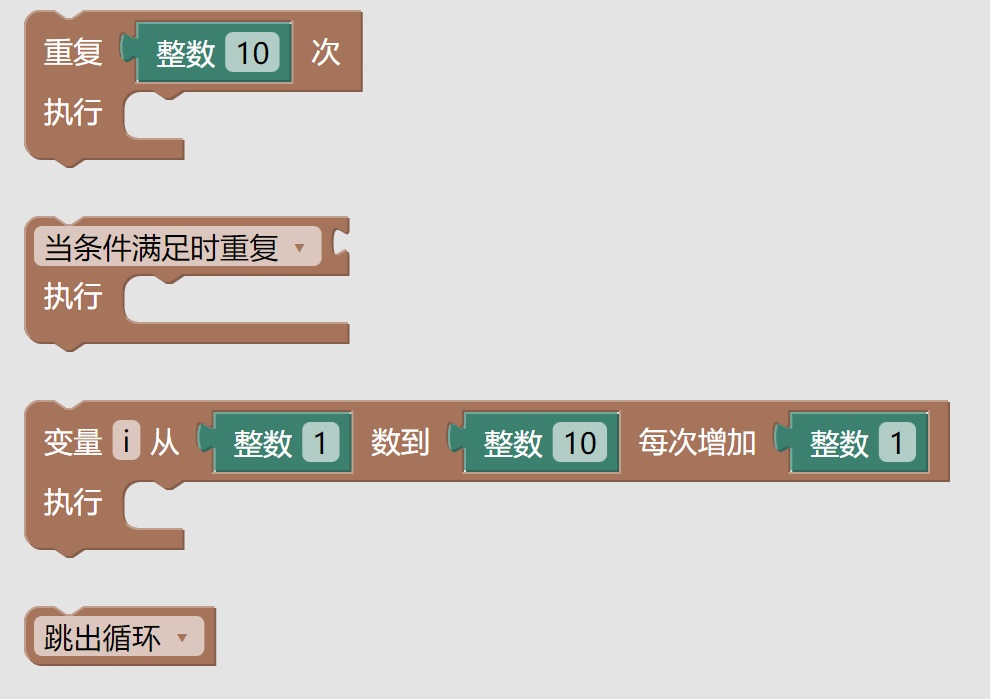 重复 整数 10 次
执行
当条件满足时重复
执行
变量 i 从 整数 1 数到 整数 10 每次增加 整数 1
执行
跳出循环